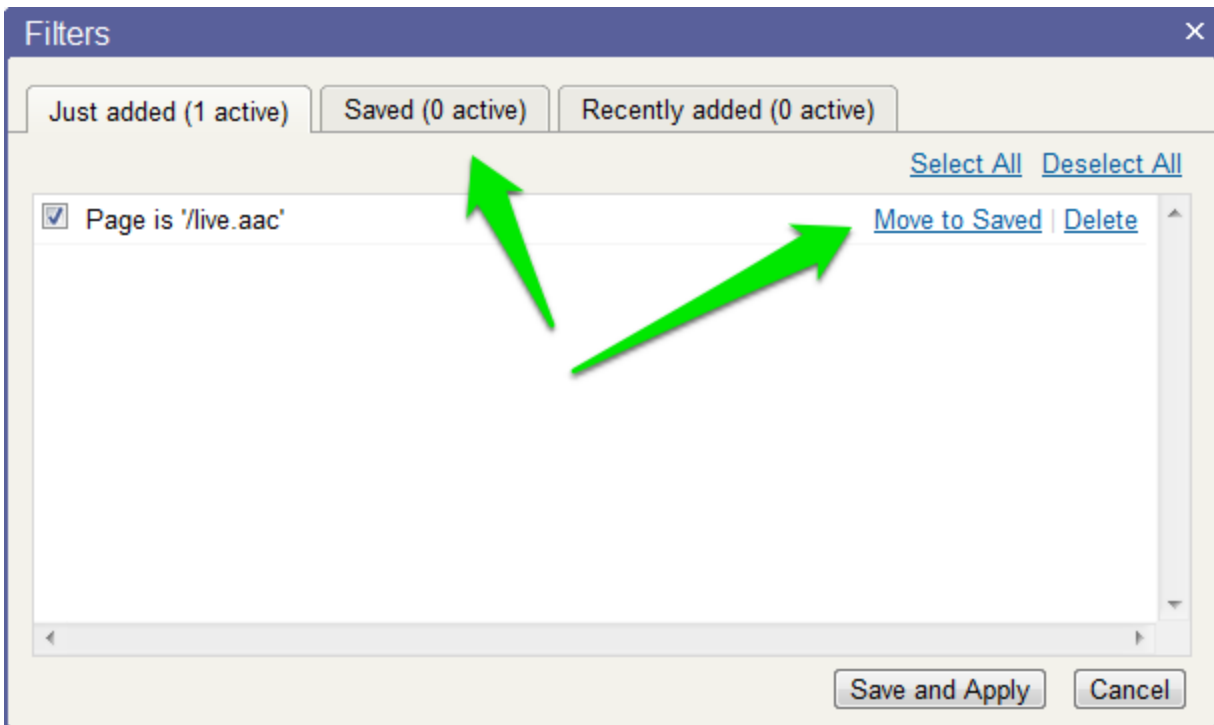 Filters
Just added (1 active) Saved (0 active) Recently added (0 active)
Select All Deselect All
Page is '/live.aac' Move to Saved | Delete
Save and Apply Cancel